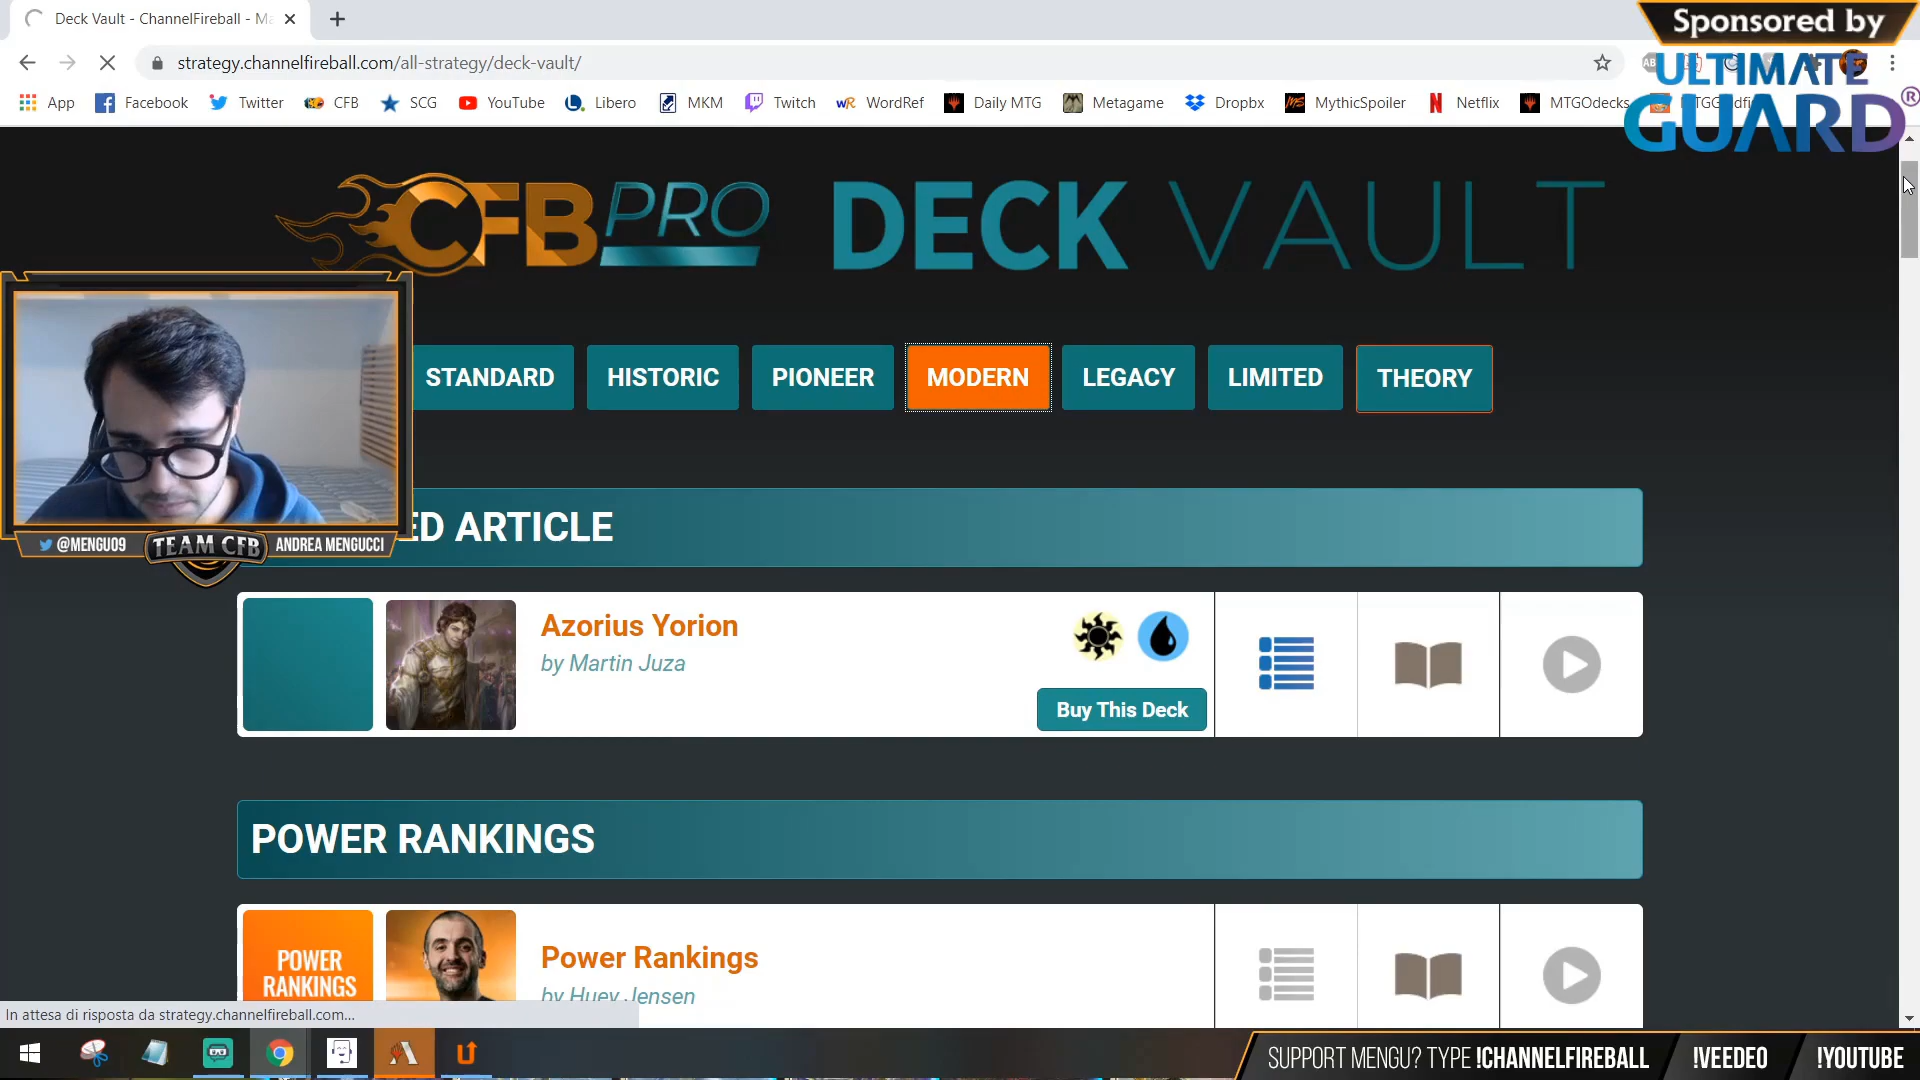 Deck Vault - ChannelFireball - Ma
Sponsored by
ULTIMATE
GUARD®
strategy.channelfireball.com/all-strategy/deck-vault/
App Facebook Twitter CFB SCG YouTube Libero MKM Twitch WordRef Daily MTG Metagame Dropbx MythicSpoiler Netflix MTGOdecks
CFB PRO DECK VAULT
STANDARD HISTORIC PIONEER MODERN LEGACY LIMITED THEORY
ED ARTICLE
@MENGU09 TEAM CFB ANDREA MENGUCCI
Azorius Yorion
by Martin Juza
Buy This Deck
POWER RANKINGS
POWER
RANKINGS
Power Rankings
by Huey Jensen
In attesa di risposta da strategy.channelfireball.com...
SUPPORT MENGU? TYPE !CHANNELFIREBALL !VEEDEO !YOUTUBE